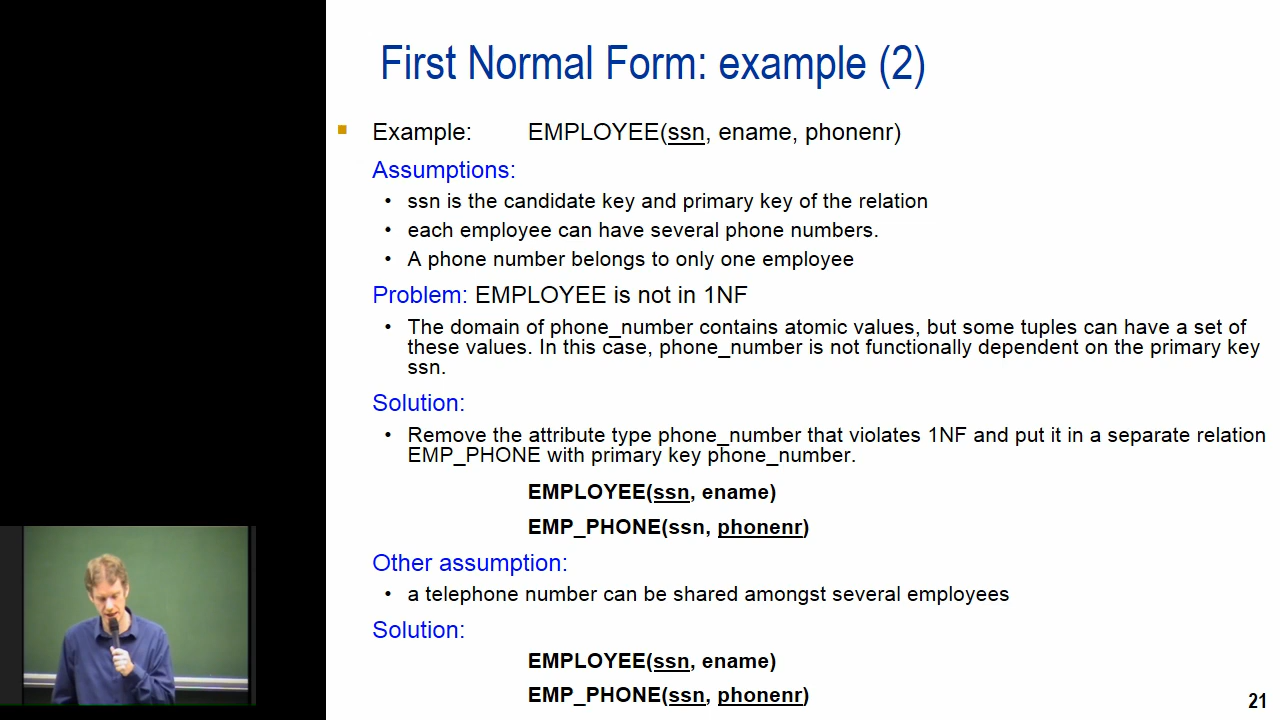 First Normal Form: example (2)
Example: EMPLOYEE(ssn, ename, phonenr)
Assumptions:
• ssn is the candidate key and primary key of the relation
• each employee can have several phone numbers.
• A phone number belongs to only one employee
Problem: EMPLOYEE is not in 1NF
• The domain of phone_number contains atomic values, but some tuples can have a set of
these values. In this case, phone_number is not functionally dependent on the primary key
ssn.
Solution:
• Remove the attribute type phone_number that violates 1NF and put it in a separate relation
EMP_PHONE with primary key phone_number.
EMPLOYEE(ssn, ename)
EMP_PHONE(ssn, phonenr)
Other assumption:
• a telephone number can be shared amongst several employees
Solution:
EMPLOYEE(ssn, ename)
EMP_PHONE(ssn, phonenr)
21